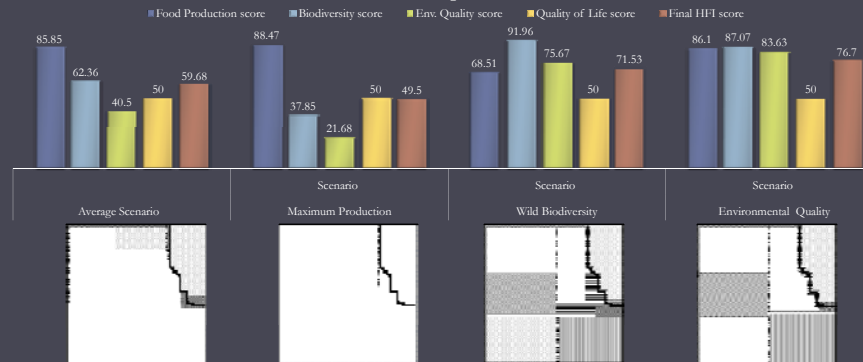 Food Production score Biodiversity score Env. Quality score Quality of Life score Final HFI score
85.85 62.36 40.5 50 59.68
88.47 37.85 21.68 50 49.5
68.51 91.96 75.67 50 71.53
86.1 87.07 83.63 50 76.7
Scenario Scenario Scenario
Average Scenario Maximum Production Wild Biodiversity Environmental Quality